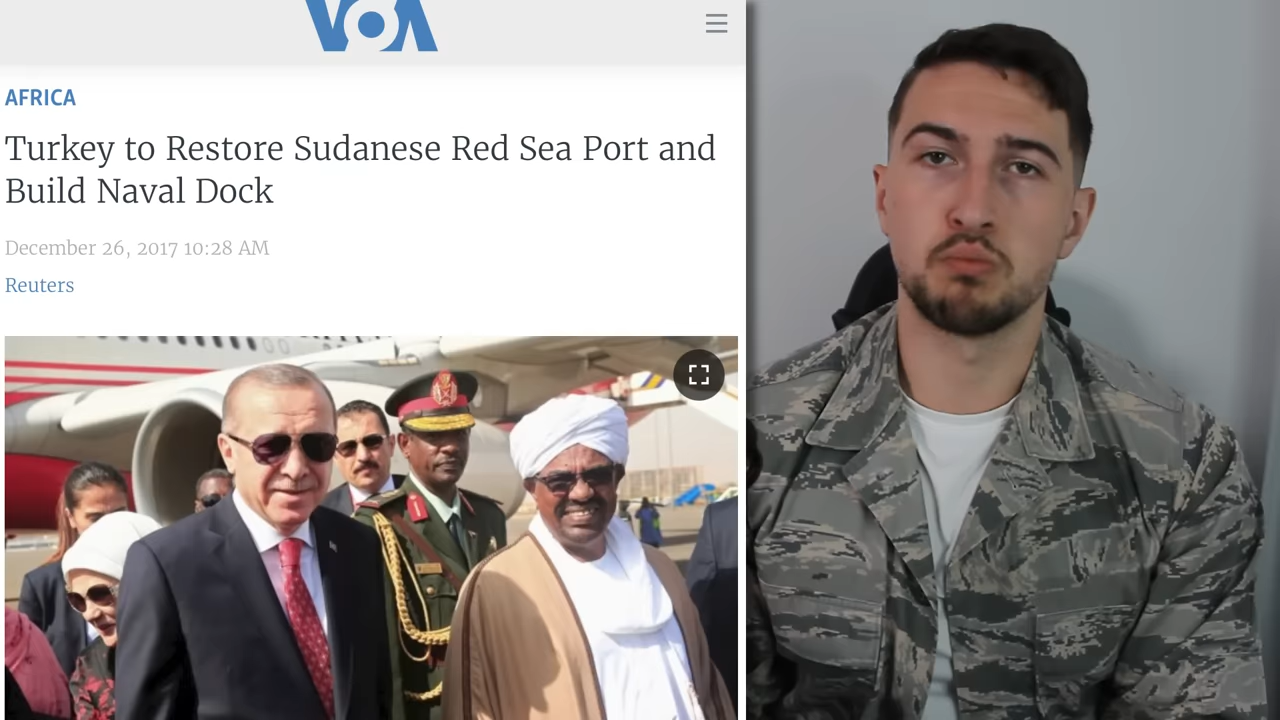 VOA
AFRICA
Turkey to Restore Sudanese Red Sea Port and
Build Naval Dock
December 26, 2017 10:28 AM
Reuters